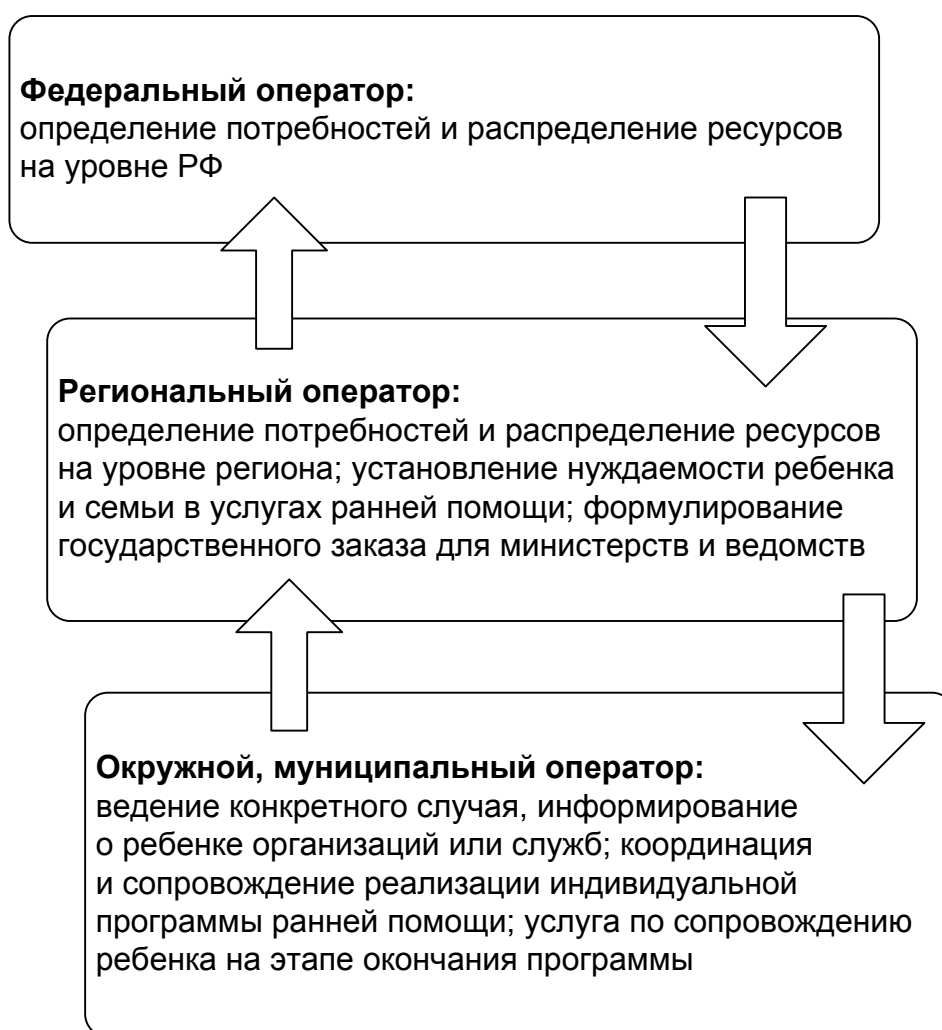 Федеральный оператор:
определение потребностей и распределение ресурсов
на уровне РФ
Региональный оператор:
определение потребностей и распределение ресурсов
на уровне региона; установление нуждаемости ребенка
и семьи в услугах ранней помощи; формулирование
государственного заказа для министерств и ведомств
Окружной, муниципальный оператор:
ведение конкретного случая, информирование
о ребенке организаций или служб; координация
и сопровождение реализации индивидуальной
программы ранней помощи; услуга по сопровождению
ребенка на этапе окончания программы